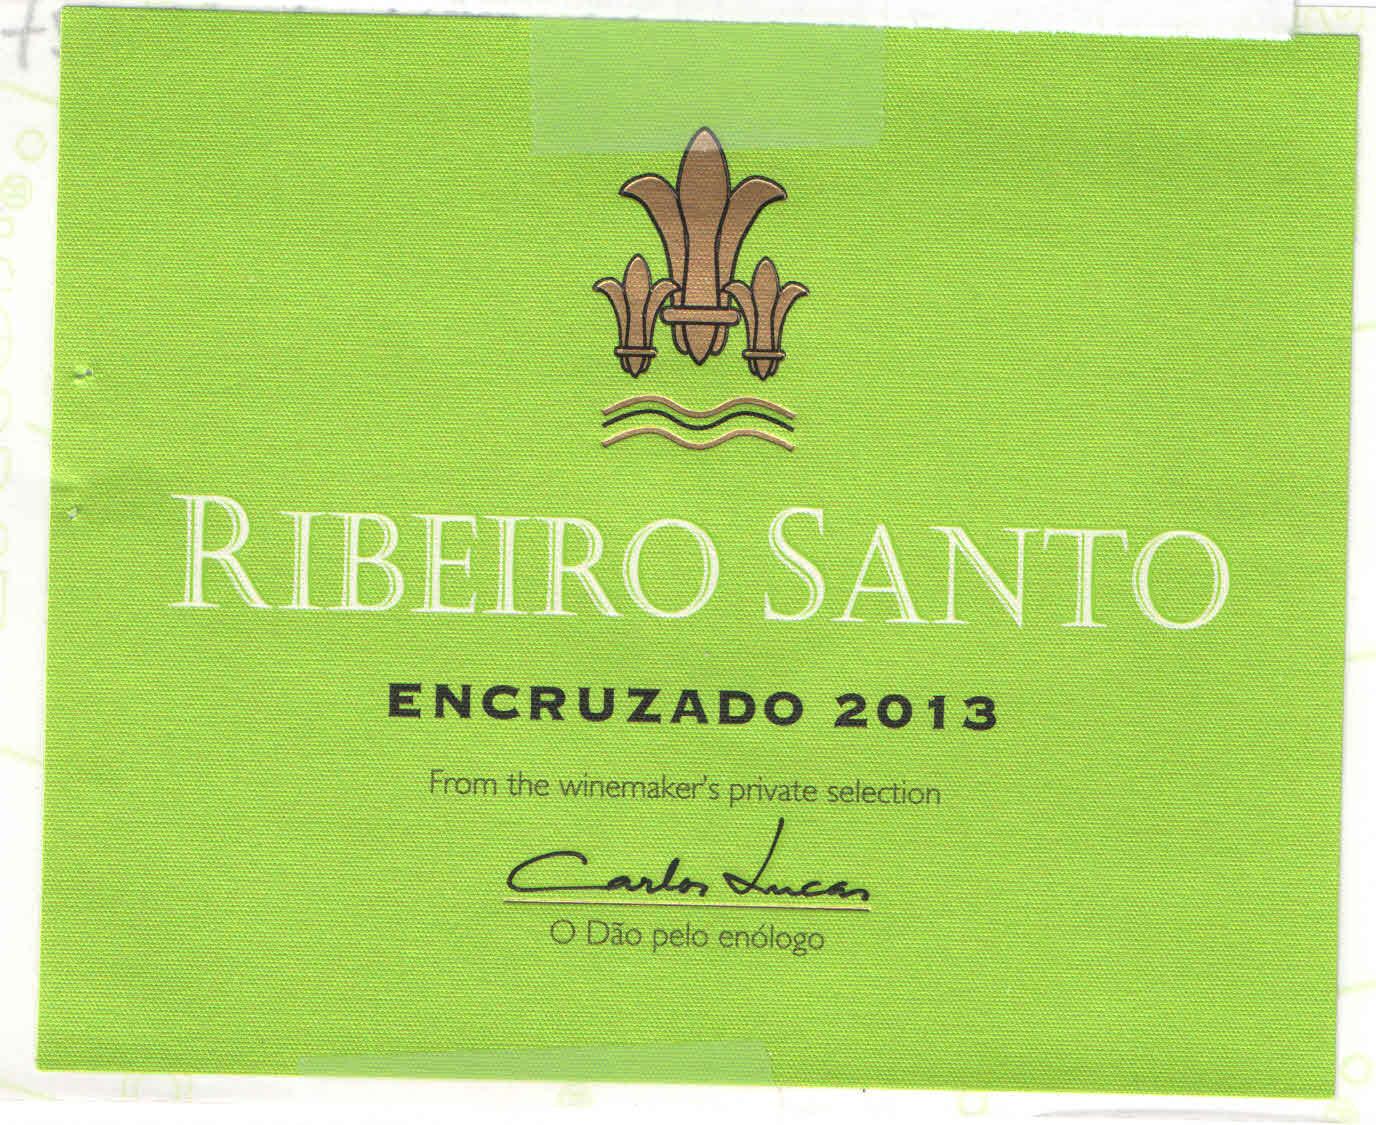 RIBEIRO SANTO
ENCRUZADO 2013
From the winemaker's private selection
Carlos Lucas
O Dão pelo enólogo